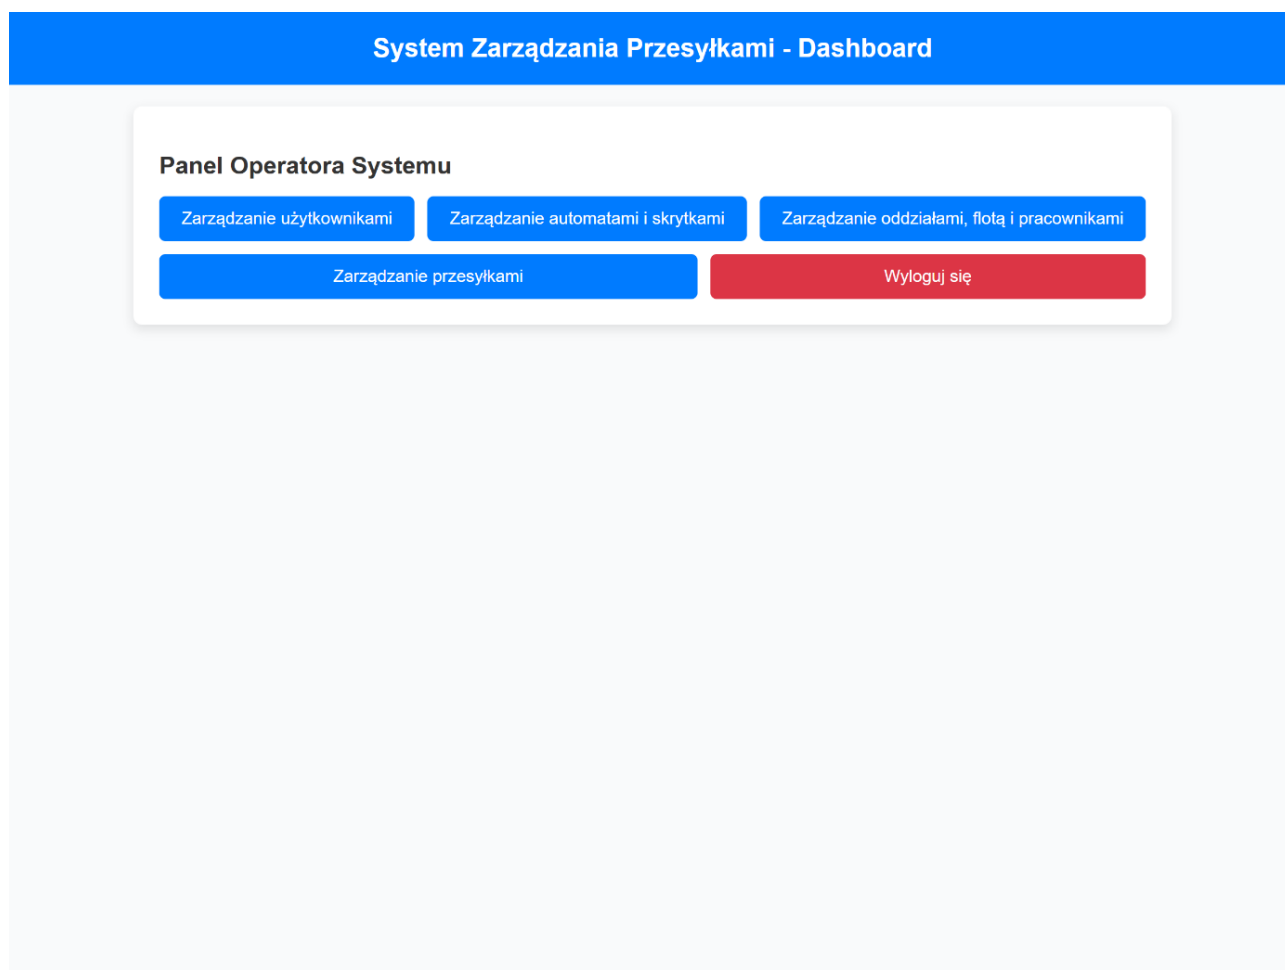 System Zarządzania Przesyłkami - Dashboard
Panel Operatora Systemu
Zarządzanie użytkownikami
Zarządzanie automatami i skrytkami
Zarządzanie oddziałami, flotą i pracownikami
Zarządzanie przesyłkami
Wyloguj się